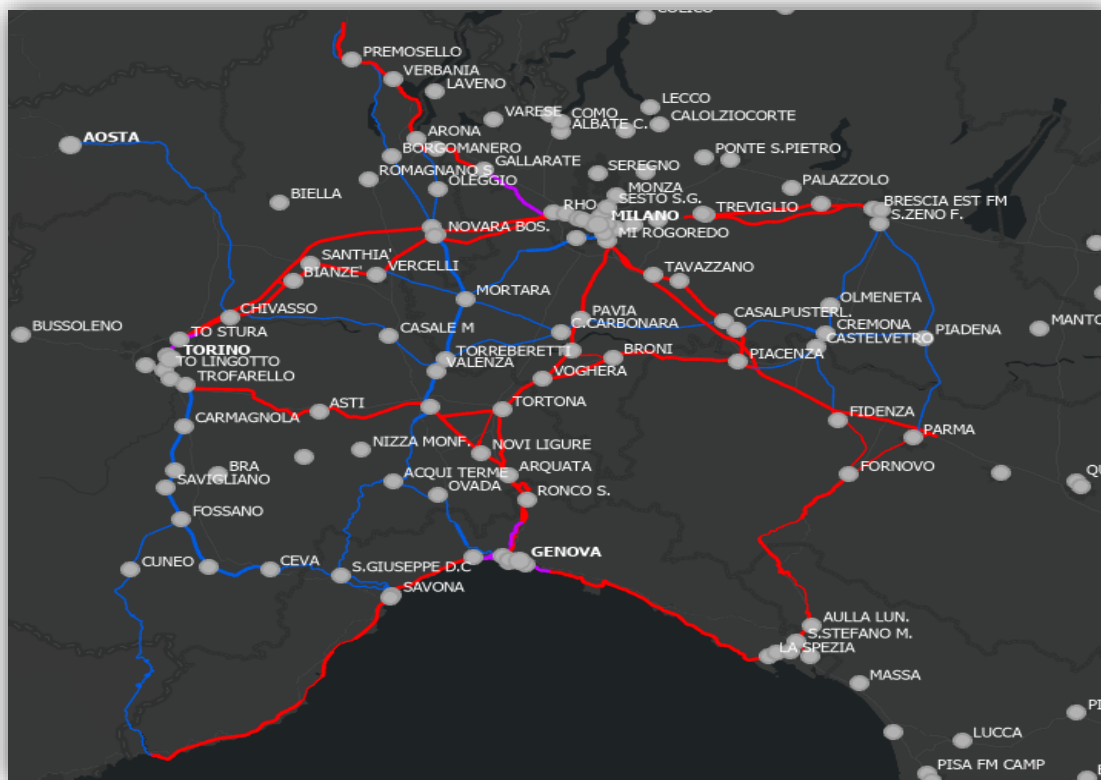 COLICO
PREMOSELLO
VERBANIA
LAVENO
LECCO
VARESE
COMO
ALBATE C.
CALOLZIOCORTE
AOSTA
ARONA
BORGOMANERO
GALLARATE
SEREGNO
PONTE S.PIETRO
ROMAGNANO S
OLEGGIO
BIELLA
MONZA
PALAZZOLO
SESTO S.G.
RHO
MILANO
TREVIGLIO
BRESCIA EST FM
S.ZENO F.
NOVARA BOS.
MI ROGOREDO
SANTHIA'
BIANZE'
VERCELLI
TAVAZZANO
MORTARA
CHIVASSO
PAVIA
C.CARBONARA
CASALPUSTERL.
OLMENETA
BUSSOLENO
TO STURA
CASALE M
CREMONA
PIADENA
MANTO
CASTELVETRO
TORINO
TO LINGOTTO
TORREBERETTI
BRONI
PIACENZA
VALENZA
TROFARELLO
VOGHERA
ASTI
TORTONA
CARMAGNOLA
FIDENZA
PARMA
NIZZA MONF.
NOVI LIGURE
BRA
SAVIGLIANO
ACQUI TERME
ARQUATA
FORNOVO
QU
OVADA
RONCO S.
FOSSANO
GENOVA
CUNEO
CEVA
S.GIUSEPPE D.C
SAVONA
AULLA LUN.
S.STEFANO M.
LA SPEZIA
MASSA
PI
LUCCA
PISA FM CAMP